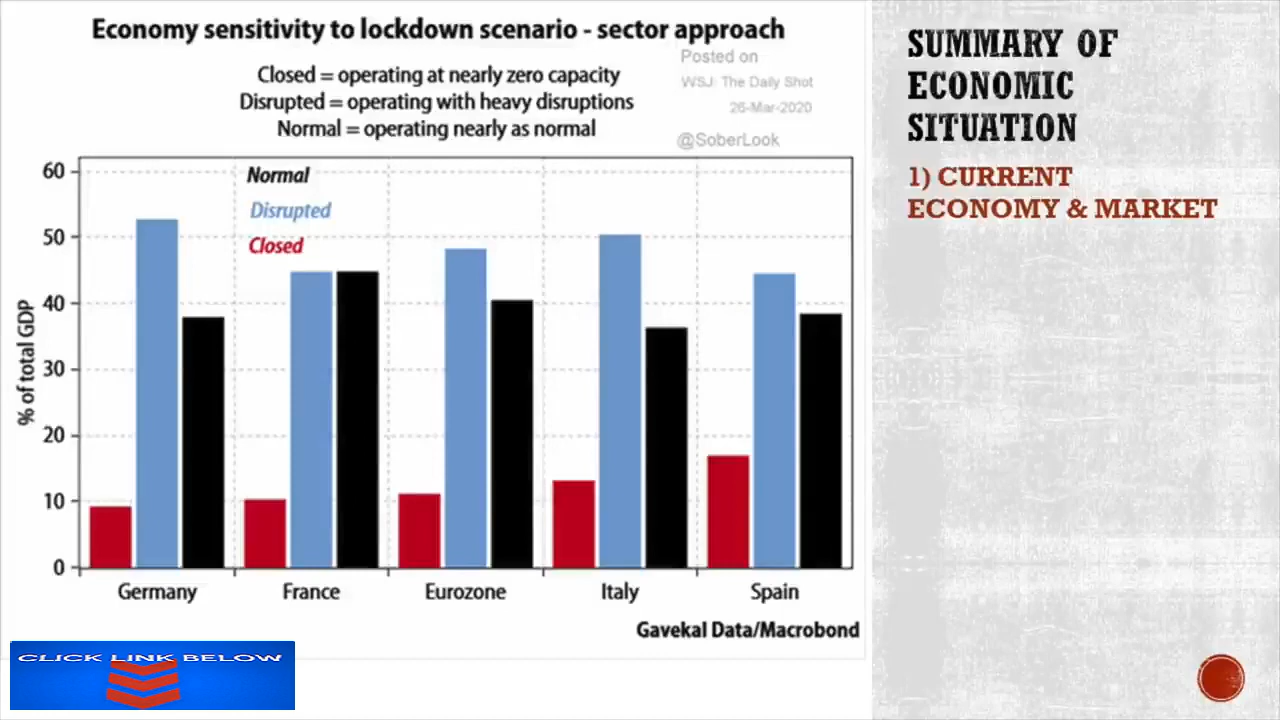 Economy sensitivity to lockdown scenario - sector approach
Closed = operating at nearly zero capacity
Disrupted = operating with heavy disruptions
Normal = operating nearly as normal
Posted on
WSJ: The Daily Shot
26-Mar-2020
@SoberLook
Normal
Disrupted
Closed
% of total GDP
60
50
40
30
20
10
0
Germany
France
Eurozone
Italy
Spain
Gavekal Data/Macrobond
CLICK LINK BELOW
SUMMARY OF
ECONOMIC
SITUATION
1) CURRENT
ECONOMY & MARKET